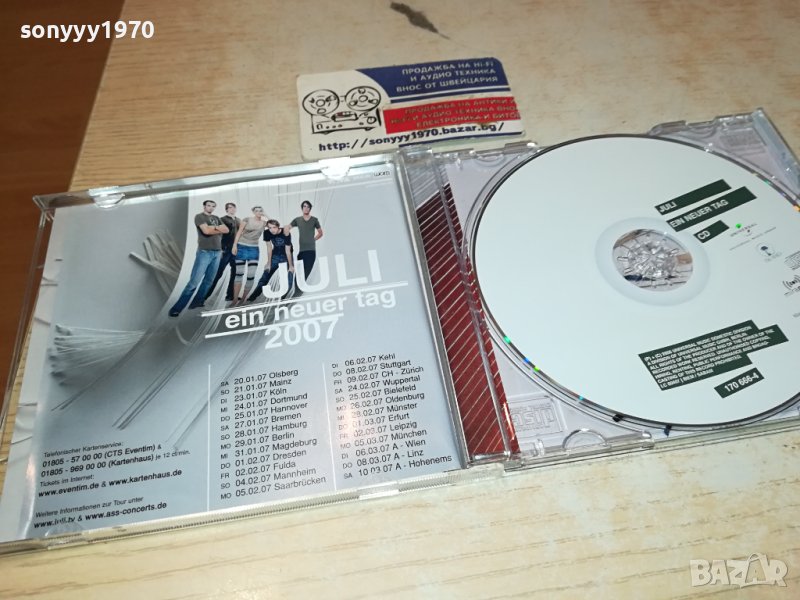 sonyyy1970
ПРОДАЖБА НА Hi-Fi
И АУДИО ТЕХНИКА
ВНОС ОТ ШВЕЙЦАРИЯ
ПРОДАЖБА НА АНТИКИ И
http://sonyyy1970.bazar.bg/
JULI
ein neuer tag
2007
SA 20.01.07 Olsberg
SO 21.01.07 Mainz
DI 23.01.07 Köln
MI 24.01.07 Dortmund
DO 25.01.07 Hannover
SA 27.01.07 Bremen
SO 28.01.07 Hamburg
MO 29.01.07 Berlin
MI 31.01.07 Magdeburg
DO 01.02.07 Dresden
FR 02.02.07 Fulda
SO 04.02.07 Mannheim
MO 05.02.07 Saarbrücken
DI 06.02.07 Kehl
DO 08.02.07 Stuttgart
FR 09.02.07 CH - Zürich
SA 24.02.07 Wuppertal
SO 25.02.07 Bielefeld
MO 26.02.07 Oldenburg
MI 28.02.07 Münster
DO 01.03.07 Erfurt
FR 02.03.07 Leipzig
MO 05.03.07 München
DI 06.03.07 A - Wien
DO 08.03.07 A - Linz
SA 10.03.07 A - Hohenems
Telefonischer Kartenservice:
01805 - 57 00 00 (CTS Eventim) &
01805 - 969 00 00 (Kartenhaus) je 12 ct/min.
Tickets im Internet:
www.eventim.de & www.kartenhaus.de
Weitere Informationen zur Tour unter
www.juli.tv & www.ass-concerts.de
JULI
EIN NEUER TAG
CD
170 666-4
BAZAR